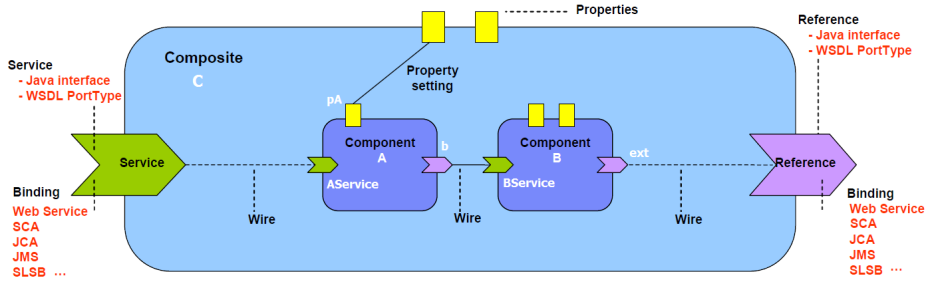 Properties
Reference
- Java interface
- WSDL PortType
Composite
C
Service
- Java interface
- WSDL PortType
Property
setting
pA
Component
A
b
Component
B
ext
Service
AService
BService
Reference
Wire
Wire
Wire
Binding
Web Service
SCA
JCA
JMS
SLSB ...
Binding
Web Service
SCA
JCA
JMS
SLSB ...